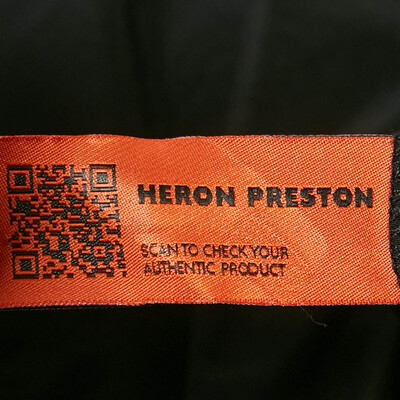 HERON PRESTON
SCAN TO CHECK YOUR
AUTHENTIC PRODUCT